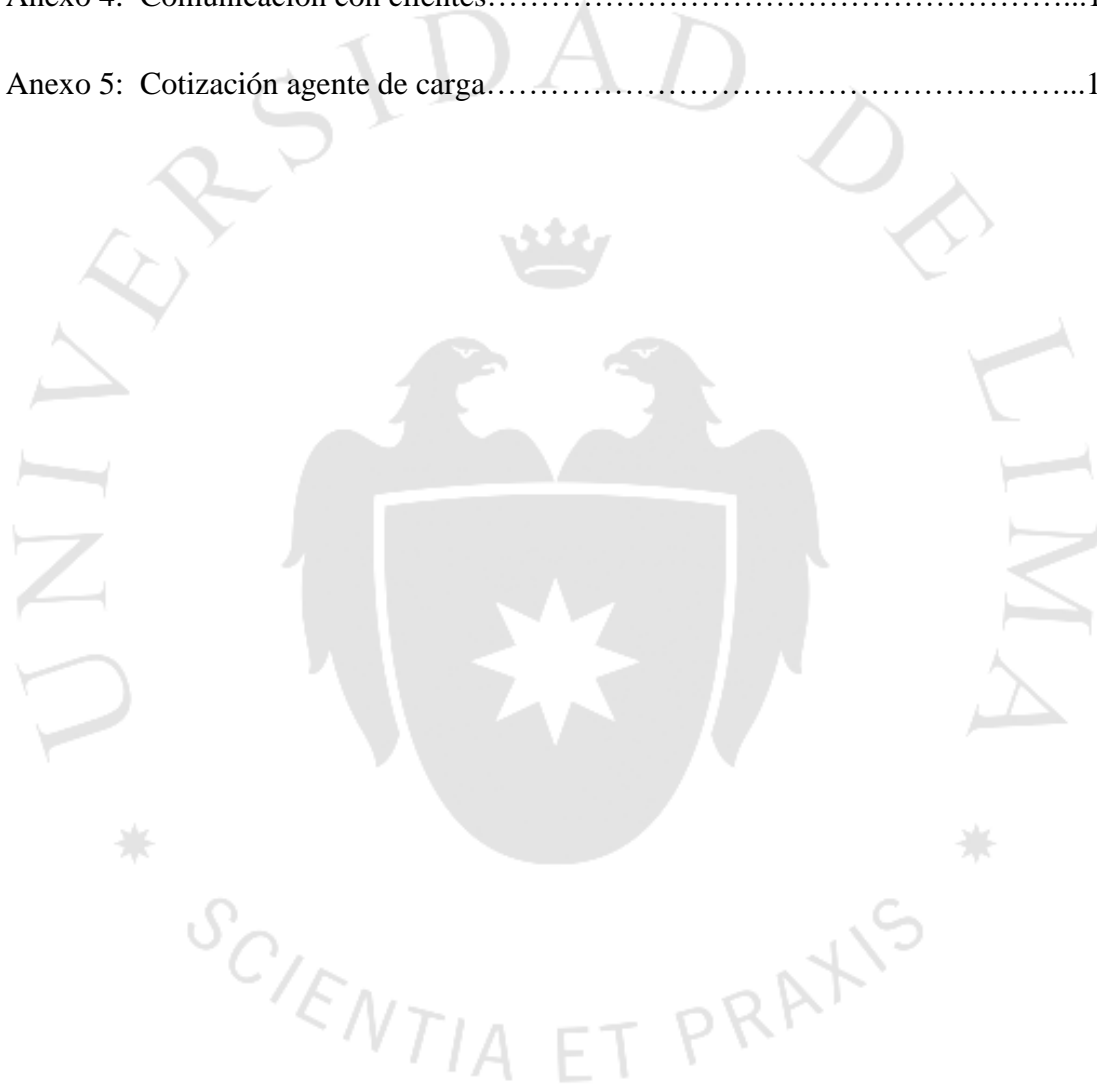 Anexo 4: Comunicación con clientes…………………………………………………...1
Anexo 5: Cotización agente de carga…………………………………………………...1
UNIVERSIDAD DE LIMA
SCIENTIA ET PRAXIS